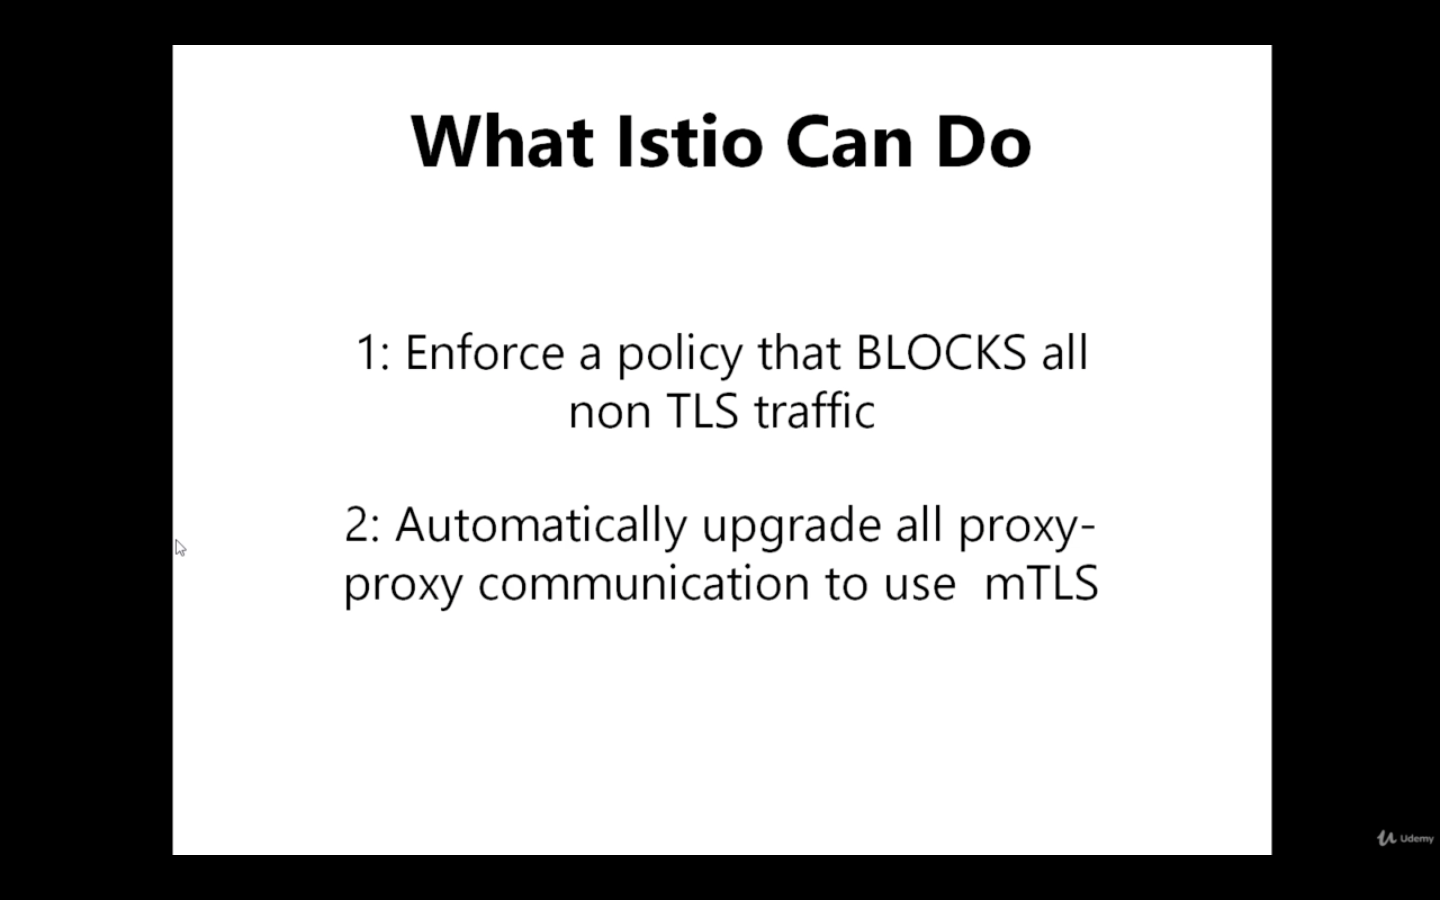 What Istio Can Do
1: Enforce a policy that BLOCKS all
non TLS traffic
2: Automatically upgrade all proxy-
proxy communication to use  mTLS
Udemy